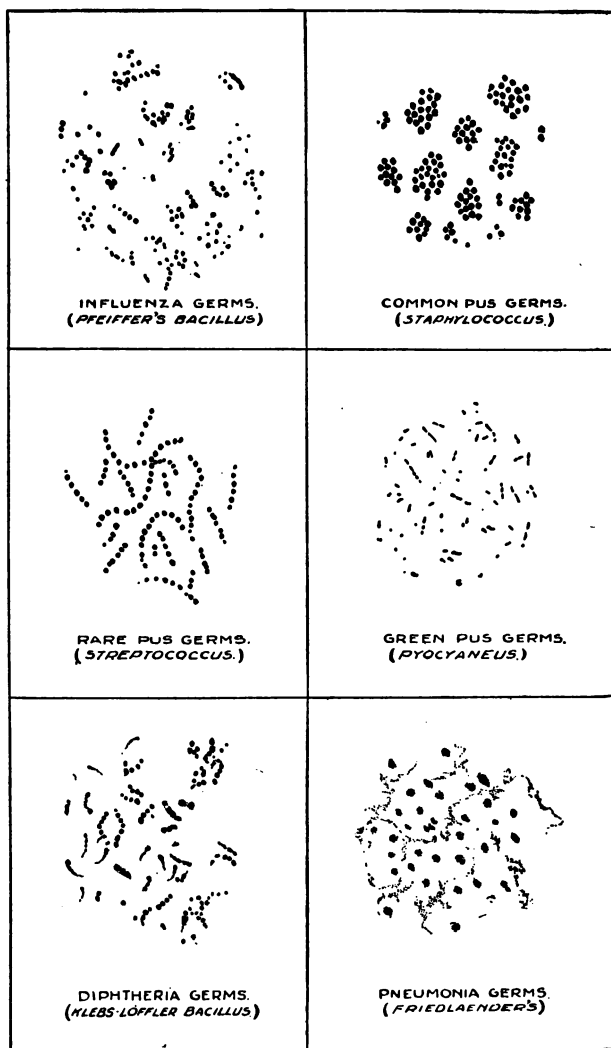 INFLUENZA GERMS.
(PFEIFFER'S BACILLUS)
COMMON PUS GERMS.
(STAPHYLOCOCCUS.)
RARE PUS GERMS.
(STREPTOCOCCUS.)
GREEN PUS GERMS.
(PYOCYANEUS.)
DIPHTHERIA GERMS.
(KLEBS-LÖFFLER BACILLUS)
PNEUMONIA GERMS.
(FRIEDLAENDER'S)